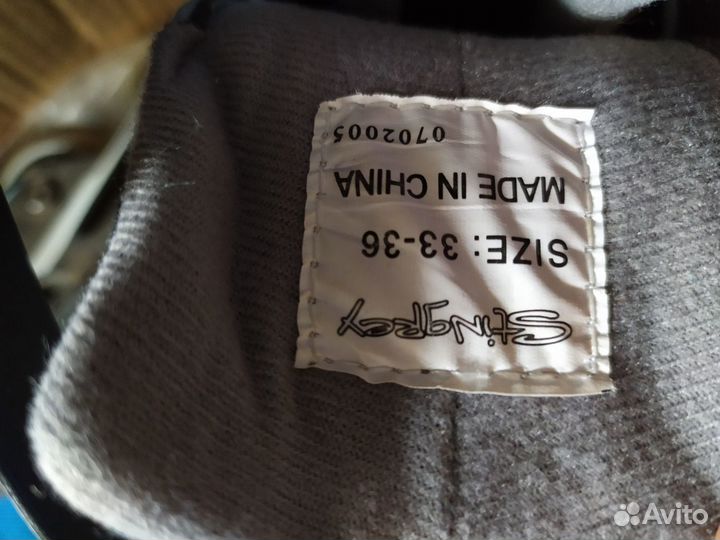 StiNgRey
SIZE: 33-36
MADE IN CHINA
0702005
Avito